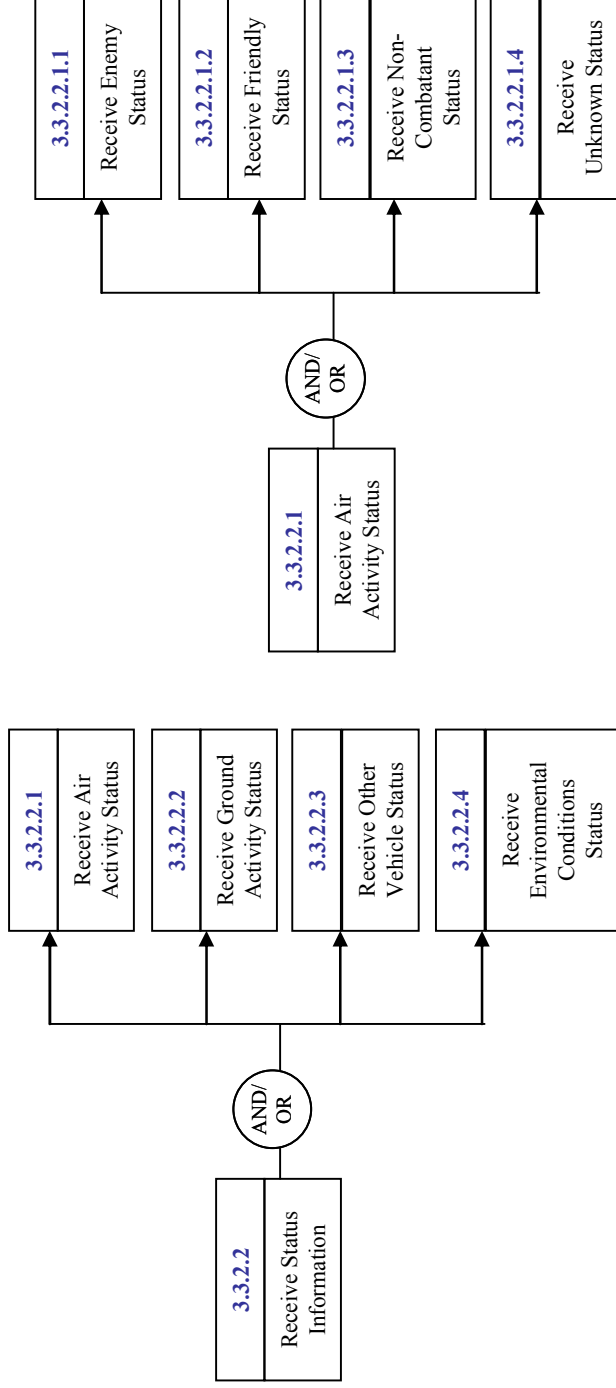 3.3.2.2
Receive Status
Information
AND/
OR
3.3.2.2.1
Receive Air
Activity Status
3.3.2.2.2
Receive Ground
Activity Status
3.3.2.2.3
Receive Other
Vehicle Status
3.3.2.2.4
Receive
Environmental
Conditions
Status
3.3.2.2.1
Receive Air
Activity Status
AND/
OR
3.3.2.2.1.1
Receive Enemy
Status
3.3.2.2.1.2
Receive Friendly
Status
3.3.2.2.1.3
Receive Non-
Combatant
Status
3.3.2.2.1.4
Receive
Unknown Status